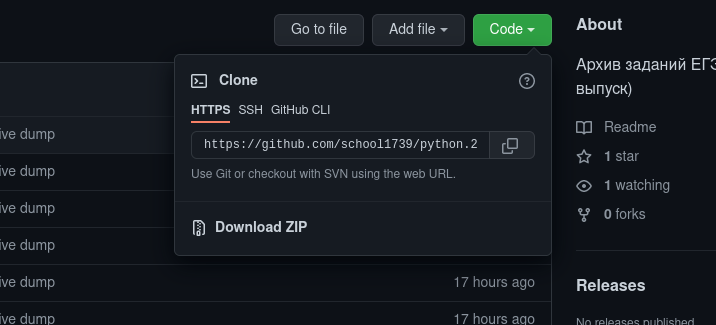 Go to file
Add file
Code
Clone
HTTPS SSH GitHub CLI
https://github.com/school1739/python.2
Use Git or checkout with SVN using the web URL.
Download ZIP
ive dump
ive dump
ive dump
ive dump
ive dump
17 hours ago
ive dump
17 hours ago
About
Архив заданий ЕГЭ
выпуск)
Readme
1 star
1 watching
0 forks
Releases
No releases published